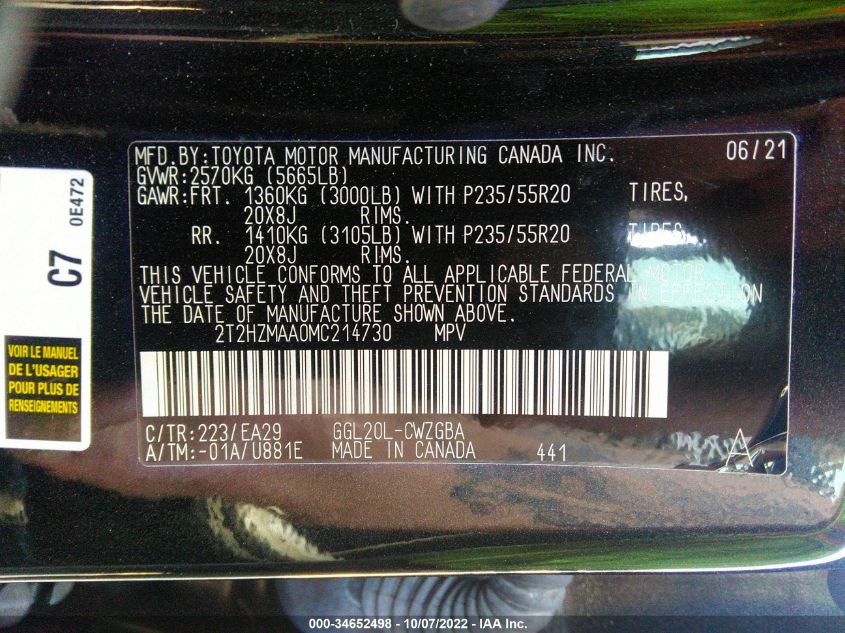 MFD.BY:TOYOTA MOTOR MANUFACTURING CANADA INC. 06/21
GVWR:2570KG (5665LB)
GAWR:FRT. 1360KG (3000LB) WITH P235/55R20 TIRES,
20X8J RIMS.
RR. 1410KG (3105LB) WITH P235/55R20 TIRES,
20X8J RIMS.
THIS VEHICLE CONFORMS TO ALL APPLICABLE FEDERAL MOTOR
VEHICLE SAFETY AND THEFT PREVENTION STANDARDS IN EFFECT ON
THE DATE OF MANUFACTURE SHOWN ABOVE.
2T2HZMAA0MC214730 MPV
C/TR:223/EA29 GGL20L-CWZGBA
A/TM:-01A/U881E MADE IN CANADA 441 A
C7 0E472
VOIR LE MANUEL
DE L'USAGER
POUR PLUS DE
RENSEIGNEMENTS
000-34652498 - 10/07/2022 - IAA Inc.